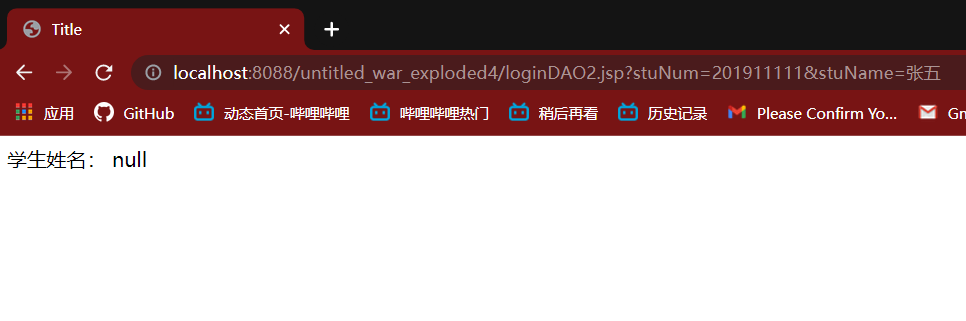 Title
localhost:8088/untitled_war_exploded4/loginDAO2.jsp?stuNum=201911111&stuName=张五
应用 GitHub 动态首页-哔哩哔哩 哔哩哔哩热门 稍后再看 历史记录 Please Confirm Yo... Gm
学生姓名： null